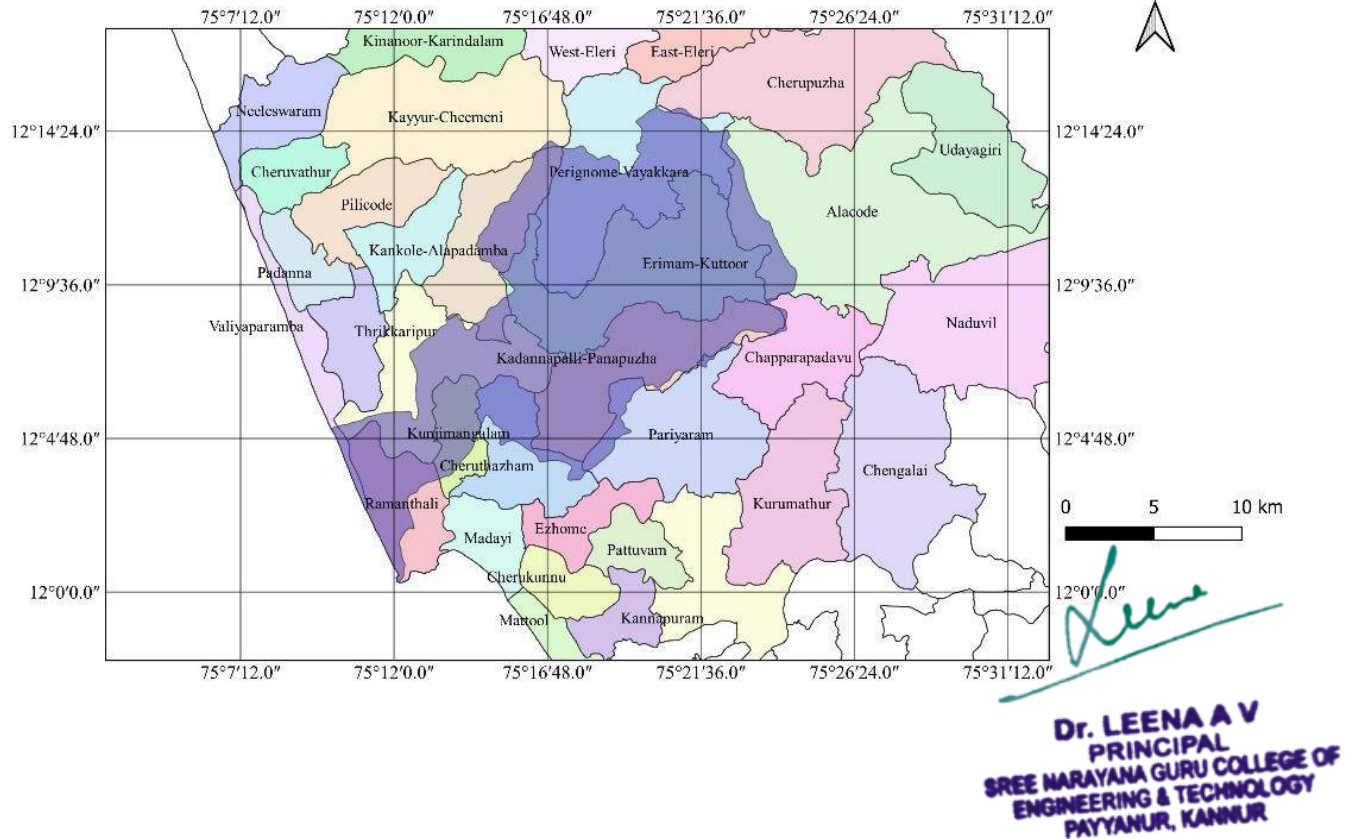 75°7′12.0″ 75°12′0.0″ 75°16′48.0″ 75°21′36.0″ 75°26′24.0″ 75°31′12.0″
Kinanoor-Karindalam
West-Eleri
East-Eleri
Cherupuzha
Neeleswaram
Kayyur-Cheemeni
12°14′24.0″
12°14′24.0″
Udayagiri
Cheruvathur
Perignome-Vayakkara
Pilicode
Alacode
Kankole-Alapadamba
Erimam-Kuttoor
Padanna
12°9′36.0″
12°9′36.0″
Valiyaparamba
Thrikkaripur
Naduvil
Kadannapalli-Panapuzha
Chapparapadavu
12°4′48.0″
Kunjimangalam
Pariyaram
12°4′48.0″
Cheruthazham
Chengalai
Ramanthali
Kurumathur
0 5 10 km
Ezhome
Madayi
Pattuvam
Cherukunnu
12°0′0.0″
12°0′0.0″
Mattool
Kannapuram
75°7′12.0″ 75°12′0.0″ 75°16′48.0″ 75°21′36.0″ 75°26′24.0″ 75°31′12.0″
Leena
Dr. LEENA A V
PRINCIPAL
SREE NARAYANA GURU COLLEGE OF
ENGINEERING & TECHNOLOGY
PAYYANUR, KANNUR